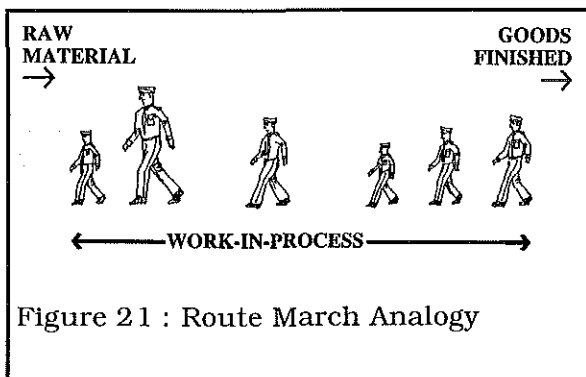 RAW
MATERIAL
→
GOODS
FINISHED
→
WORK-IN-PROCESS
Figure 21 : Route March Analogy